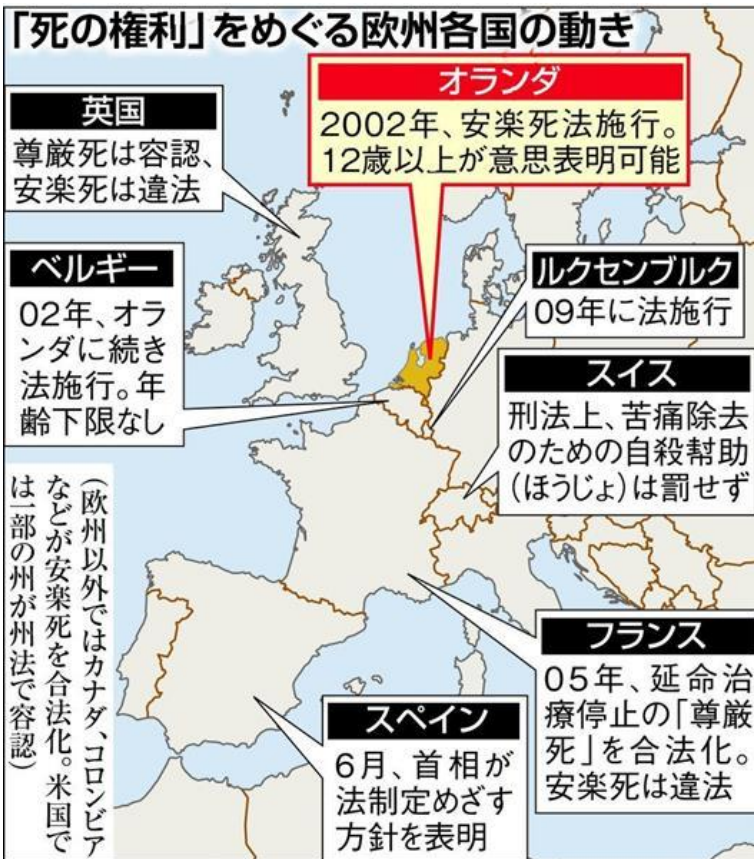 「死の権利」をめぐる欧州各国の動き
オランダ
2002年、安楽死法施行。
12歳以上が意思表明可能
英国
尊厳死は容認、
安楽死は違法
ベルギー
02年、オラ
ンダに続き
法施行。年
齢下限なし
ルクセンブルク
09年に法施行
スイス
刑法上、苦痛除去
のための自殺幇助
(ほうじょ)は罰せず
フランス
05年、延命治
療停止の「尊厳
死」を合法化。
安楽死は違法
スペイン
6月、首相が
法制定めざす
方針を表明
(欧州以外ではカナダ、コロンビア
などが安楽死を合法化。米国で
は一部の州が州法で容認)